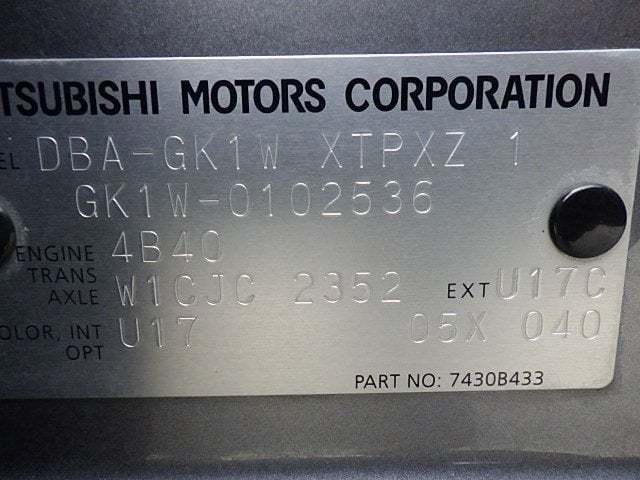 TSUBISHI MOTORS CORPORATION
EL DBA-GK1W XTPXZ 1
GK1W-0102536
ENGINE 4B40
TRANS
AXLE W1CJC 2352 EXT U17C
OLOR, INT U17 05X 040
OPT
PART NO: 7430B433